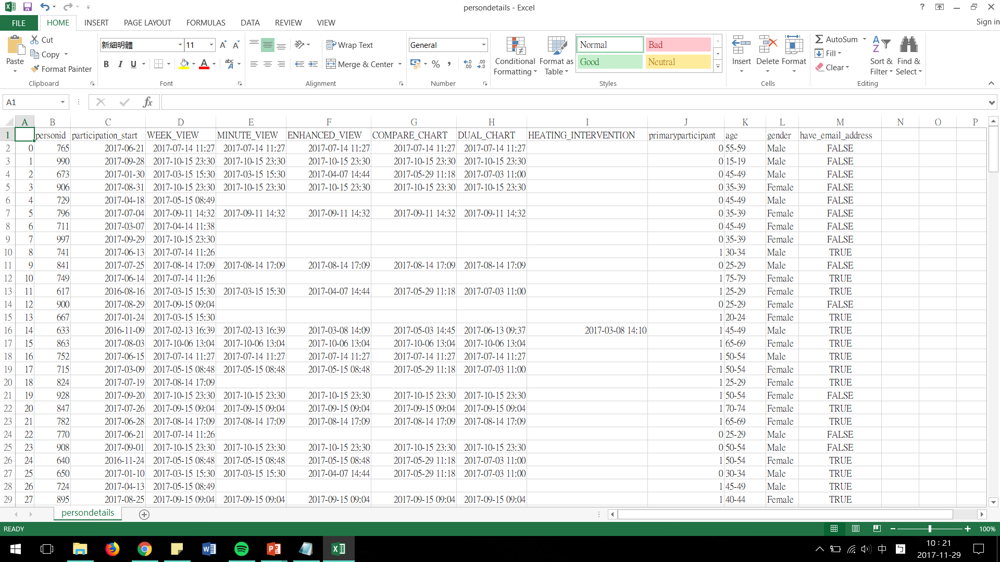 persondetails - Excel
?
FILE HOME INSERT PAGE LAYOUT FORMULAS DATA REVIEW VIEW Sign in
Cut
Copy
Format Painter
Paste
Clipboard
新細明體 11 A A
B I U A abc
Font
Wrap Text
Merge & Center
Alignment
General
% , .00 .0
Number
Conditional Formatting
Format as Table
Normal Bad
Good Neutral
Styles
Insert Delete Format
Cells
AutoSum
Fill
Clear
Sort & Filter
Find & Select
Editing
A1 fx
A B C D E F G H I J K L M N O P
1 personid participation_start WEEK_VIEW MINUTE_VIEW ENHANCED_VIEW COMPARE_CHART DUAL_CHART HEATING_INTERVENTION primaryparticipant age gender have_email_address
2 0 765 2017-06-21 2017-07-14 11:27 2017-07-14 11:27 2017-07-14 11:27 2017-07-14 11:27 2017-07-14 11:27 0 55-59 Male FALSE
3 1 990 2017-09-28 2017-10-15 23:30 2017-10-15 23:30 2017-10-15 23:30 2017-10-15 23:30 2017-10-15 23:30 0 15-19 Male FALSE
4 2 673 2017-01-30 2017-03-15 15:30 2017-03-15 15:30 2017-04-07 14:44 2017-05-29 11:18 2017-07-03 11:00 0 45-49 Male FALSE
5 3 906 2017-08-31 2017-10-15 23:30 2017-10-15 23:30 2017-10-15 23:30 2017-10-15 23:30 2017-10-15 23:30 0 35-39 Female FALSE
6 4 729 2017-04-18 2017-05-15 08:49 0 45-49 Male FALSE
7 5 796 2017-07-04 2017-09-11 14:32 2017-09-11 14:32 2017-09-11 14:32 2017-09-11 14:32 2017-09-11 14:32 0 35-39 Female FALSE
8 6 711 2017-03-07 2017-04-14 11:38 0 45-49 Female FALSE
9 7 997 2017-09-29 2017-10-15 23:30 0 35-39 Female FALSE
10 8 741 2017-06-13 2017-07-14 11:26 1 30-34 Male TRUE
11 9 841 2017-07-25 2017-08-14 17:09 2017-08-14 17:09 2017-08-14 17:09 2017-08-14 17:09 2017-08-14 17:09 0 25-29 Male FALSE
12 10 749 2017-06-14 2017-07-14 11:26 1 75-79 Female TRUE
13 11 617 2016-08-16 2017-03-15 15:30 2017-03-15 15:30 2017-04-07 14:44 2017-05-29 11:18 2017-07-03 11:00 1 25-29 Female TRUE
14 12 900 2017-08-29 2017-09-15 09:04 0 25-29 Female FALSE
15 13 667 2017-01-24 2017-03-15 15:30 1 20-24 Female TRUE
16 14 633 2016-11-09 2017-02-13 16:39 2017-02-13 16:39 2017-03-08 14:09 2017-05-03 14:45 2017-06-13 09:37 2017-03-08 14:10 1 45-49 Male TRUE
17 15 863 2017-08-03 2017-10-06 13:04 2017-10-06 13:04 2017-10-06 13:04 2017-10-06 13:04 2017-10-06 13:04 1 65-69 Female TRUE
18 16 752 2017-06-15 2017-07-14 11:27 2017-07-14 11:27 2017-07-14 11:27 2017-07-14 11:27 2017-07-14 11:27 1 50-54 Male TRUE
19 17 715 2017-03-09 2017-05-15 08:48 2017-05-15 08:48 2017-05-15 08:48 2017-05-29 11:18 2017-07-03 11:00 1 50-54 Female TRUE
20 18 824 2017-07-19 2017-08-14 17:09 1 25-29 Female TRUE
21 19 928 2017-09-20 2017-10-15 23:30 2017-10-15 23:30 2017-10-15 23:30 2017-10-15 23:30 2017-10-15 23:30 1 50-54 Female FALSE
22 20 847 2017-07-26 2017-09-15 09:04 2017-09-15 09:04 2017-09-15 09:04 2017-09-15 09:04 2017-09-15 09:04 1 70-74 Female TRUE
23 21 782 2017-06-28 2017-08-14 17:09 2017-08-14 17:09 2017-08-14 17:09 2017-08-14 17:09 2017-08-14 17:09 1 65-69 Female TRUE
24 22 770 2017-06-21 2017-07-14 11:26 0 25-29 Male FALSE
25 23 908 2017-09-01 2017-10-15 23:30 2017-10-15 23:30 2017-10-15 23:30 2017-10-15 23:30 2017-10-15 23:30 0 50-54 Male FALSE
26 24 640 2016-11-24 2017-05-15 08:48 2017-05-15 08:48 2017-05-15 08:48 2017-05-29 11:18 2017-07-03 11:00 1 50-54 Female TRUE
27 25 650 2017-01-10 2017-03-15 15:30 2017-03-15 15:30 2017-04-07 14:44 2017-05-29 11:18 2017-07-03 11:00 0 30-34 Male TRUE
28 26 724 2017-04-13 2017-05-15 08:49 1 45-49 Male TRUE
29 27 895 2017-08-25 2017-09-15 09:04 2017-09-15 09:04 2017-09-15 09:04 2017-09-15 09:04 2017-09-15 09:04 1 40-44 Female TRUE
persondetails
READY 100%
中 ㄅ 10 : 21
2017-11-29